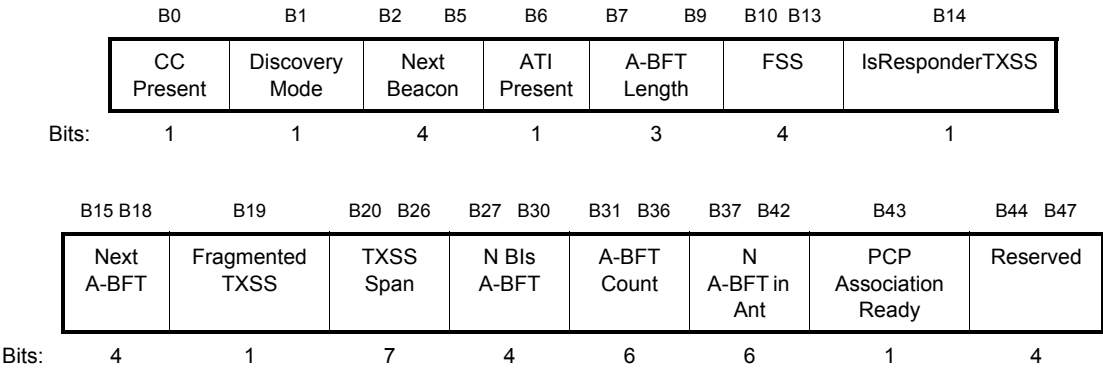 B0 B1 B2 B5 B6 B7 B9 B10 B13 B14
CC Discovery Next ATI A-BFT FSS IsResponderTXSS
Present Mode Beacon Present Length
Bits: 1 1 4 1 3 4 1
B15 B18 B19 B20 B26 B27 B30 B31 B36 B37 B42 B43 B44 B47
Next Fragmented TXSS N BIs A-BFT N PCP Reserved
A-BFT TXSS Span A-BFT Count A-BFT in Association
Ant Ready
Bits: 4 1 7 4 6 6 1 4